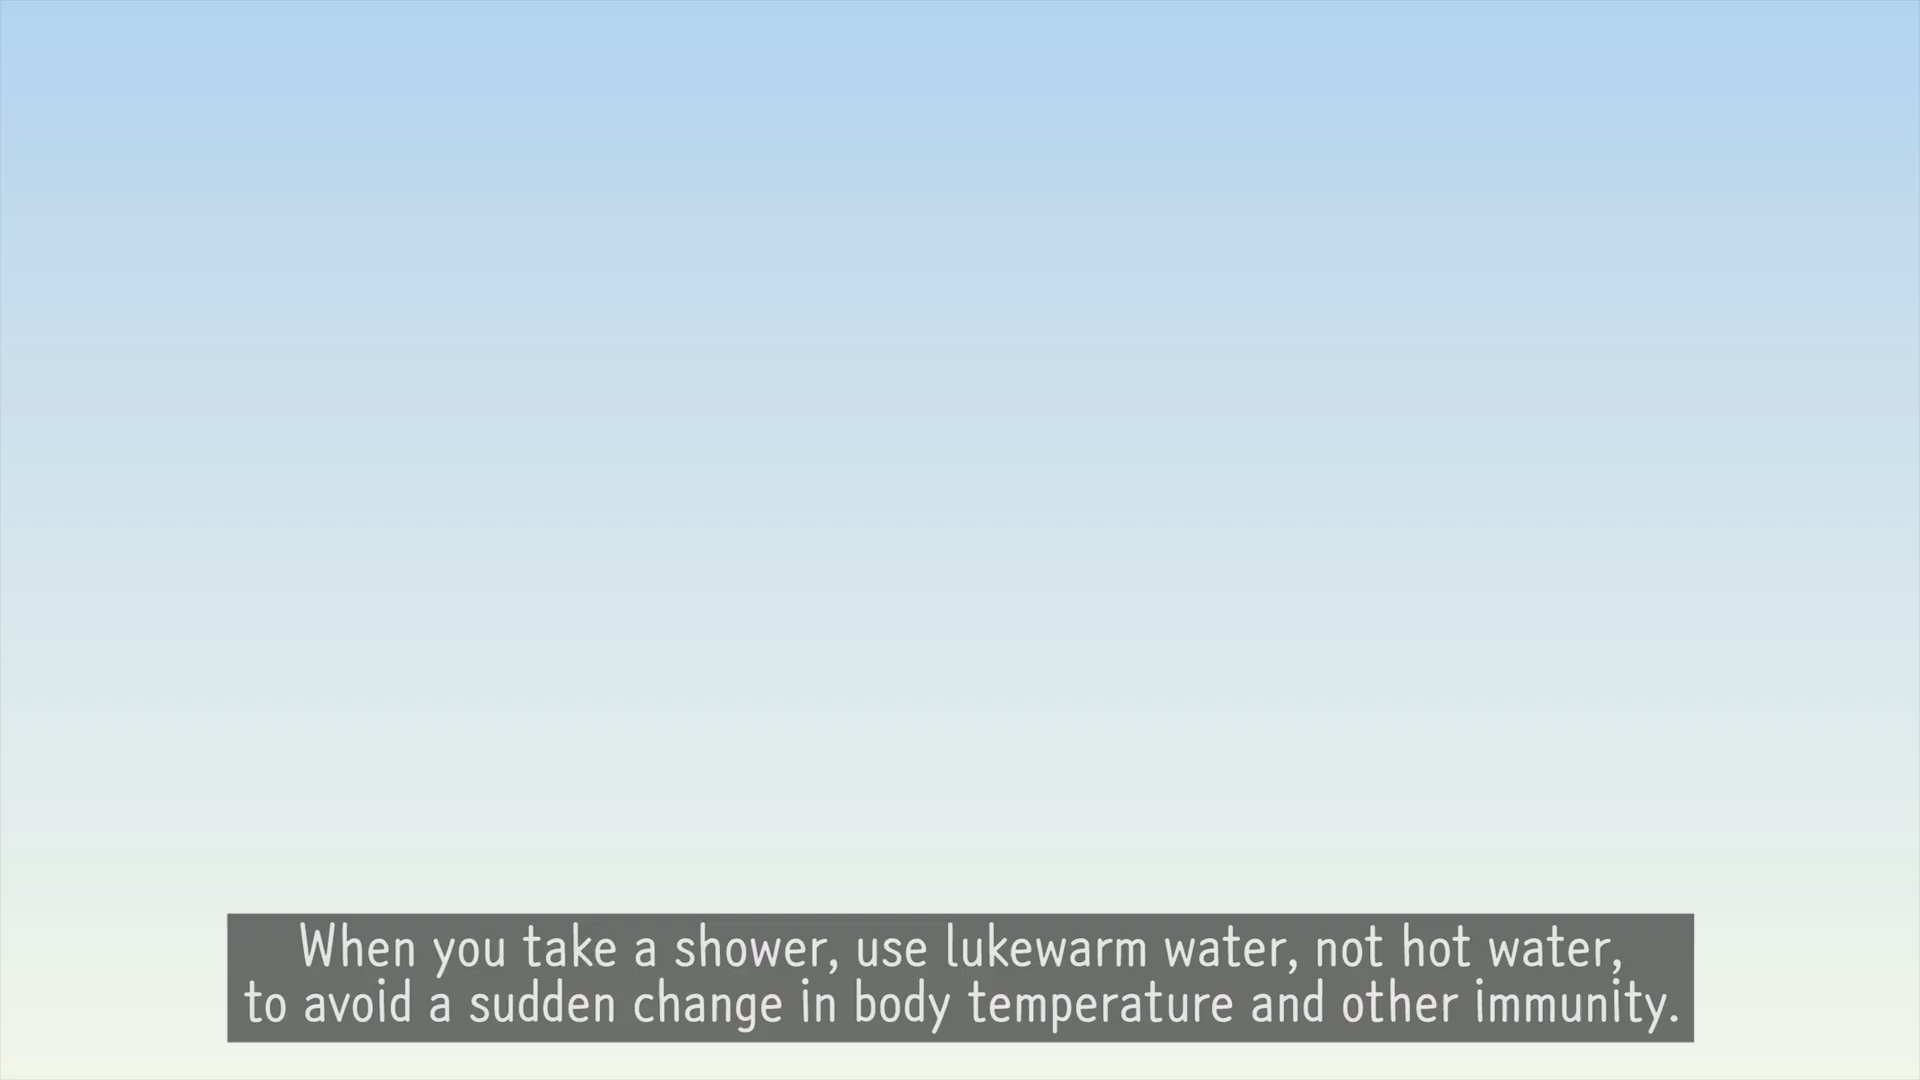 When you take a shower, use lukewarm water, not hot water,
to avoid a sudden change in body temperature and other immunity.